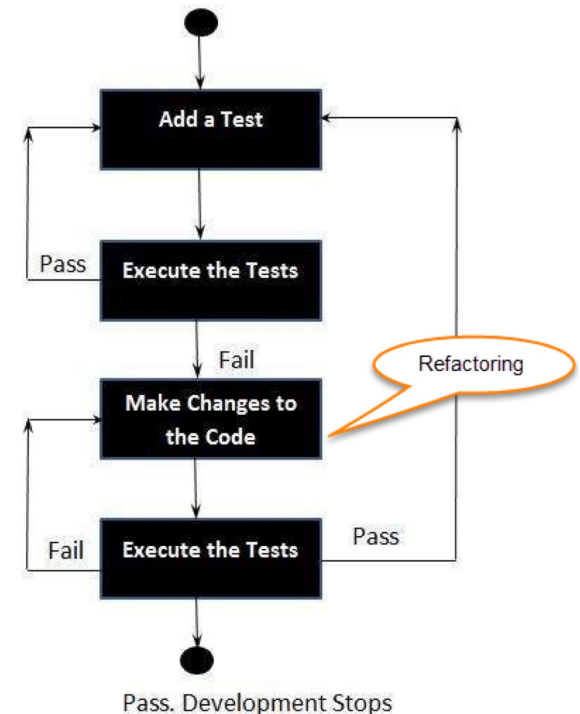 Add a Test
Pass
Execute the Tests
Fail
Refactoring
Make Changes to
the Code
Fail
Execute the Tests
Pass
Pass. Development Stops